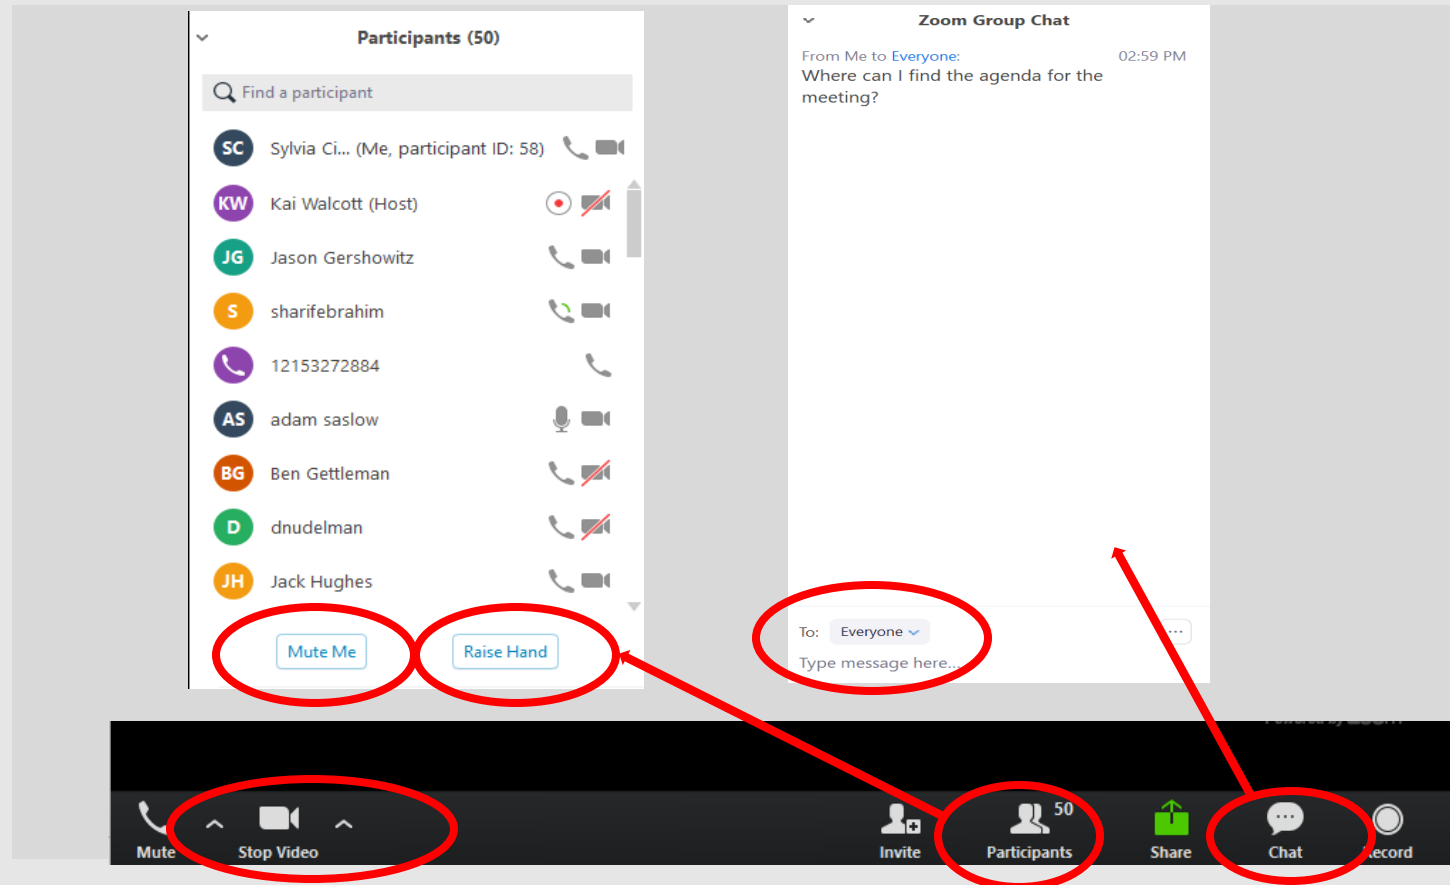 Participants (50)
Find a participant
SC Sylvia Ci... (Me, participant ID: 58)
KW Kai Walcott (Host)
JG Jason Gershowitz
S sharifebrahim
12153272884
AS adam saslow
BG Ben Gettleman
D dnudelman
JH Jack Hughes
Mute Me Raise Hand
Zoom Group Chat
From Me to Everyone: 02:59 PM
Where can I find the agenda for the
meeting?
To: Everyone
Type message here...
50
Mute Stop Video Invite Participants Share Chat Record